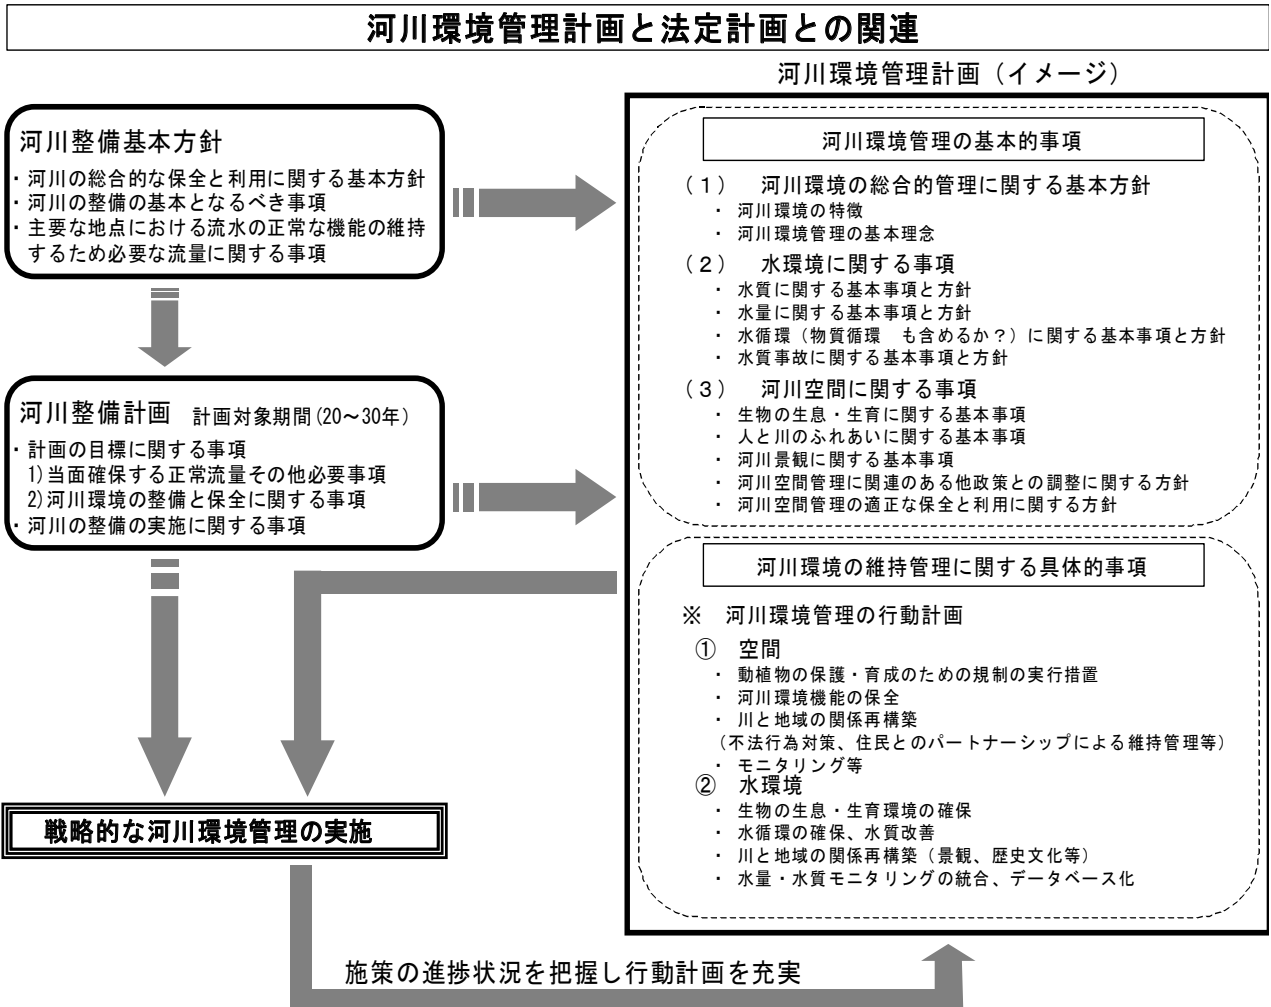 河川環境管理計画と法定計画との関連
河川環境管理計画（イメージ）
河川整備基本方針
・河川の総合的な保全と利用に関する基本方針
・河川の整備の基本となるべき事項
・主要な地点における流水の正常な機能の維持
するため必要な流量に関する事項
河川整備計画　計画対象期間(20～30年)
・計画の目標に関する事項
1)当面確保する正常流量その他必要事項
2)河川環境の整備と保全に関する事項
・河川の整備の実施に関する事項
戦略的な河川環境管理の実施
河川環境管理の基本的事項
（１）　河川環境の総合的管理に関する基本方針
・ 河川環境の特徴
・ 河川環境管理の基本理念
（２）　水環境に関する事項
・ 水質に関する基本事項と方針
・ 水量に関する基本事項と方針
・ 水循環（物質循環　も含めるか？）に関する基本事項と方針
・ 水質事故に関する基本事項と方針
（３）　河川空間に関する事項
・ 生物の生息・生育に関する基本事項
・ 人と川のふれあいに関する基本事項
・ 河川景観に関する基本事項
・ 河川空間管理に関連のある他政策との調整に関する方針
・ 河川空間管理の適正な保全と利用に関する方針
河川環境の維持管理に関する具体的事項
※　河川環境管理の行動計画
①　空間
・ 動植物の保護・育成のための規制の実行措置
・ 河川環境機能の保全
・ 川と地域の関係再構築
（不法行為対策、住民とのパートナーシップによる維持管理等）
・ モニタリング等
②　水環境
・ 生物の生息・生育環境の確保
・ 水循環の確保、水質改善
・ 川と地域の関係再構築（景観、歴史文化等）
・ 水量・水質モニタリングの統合、データベース化
施策の進捗状況を把握し行動計画を充実